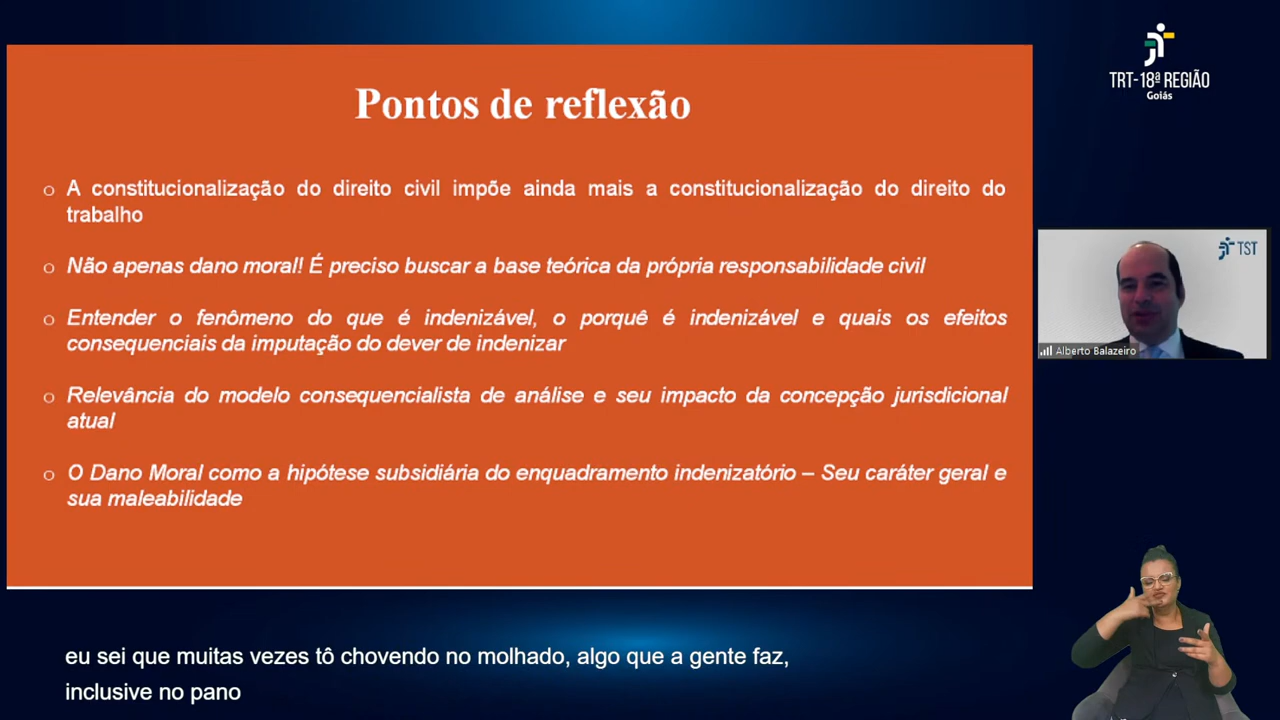 TRT-18ª REGIÃO
Goiás
Pontos de reflexão
o A constitucionalização do direito civil impõe ainda mais a constitucionalização do direito do
trabalho
o Não apenas dano moral! É preciso buscar a base teórica da própria responsabilidade civil
o Entender o fenômeno do que é indenizável, o porquê é indenizável e quais os efeitos
consequenciais da imputação do dever de indenizar
o Relevância do modelo consequencialista de análise e seu impacto da concepção jurisdicional
atual
o O Dano Moral como a hipótese subsidiária do enquadramento indenizatório – Seu caráter geral e
sua maleabilidade
TST
Alberto Balazeiro
eu sei que muitas vezes tô chovendo no molhado, algo que a gente faz,
inclusive no pano